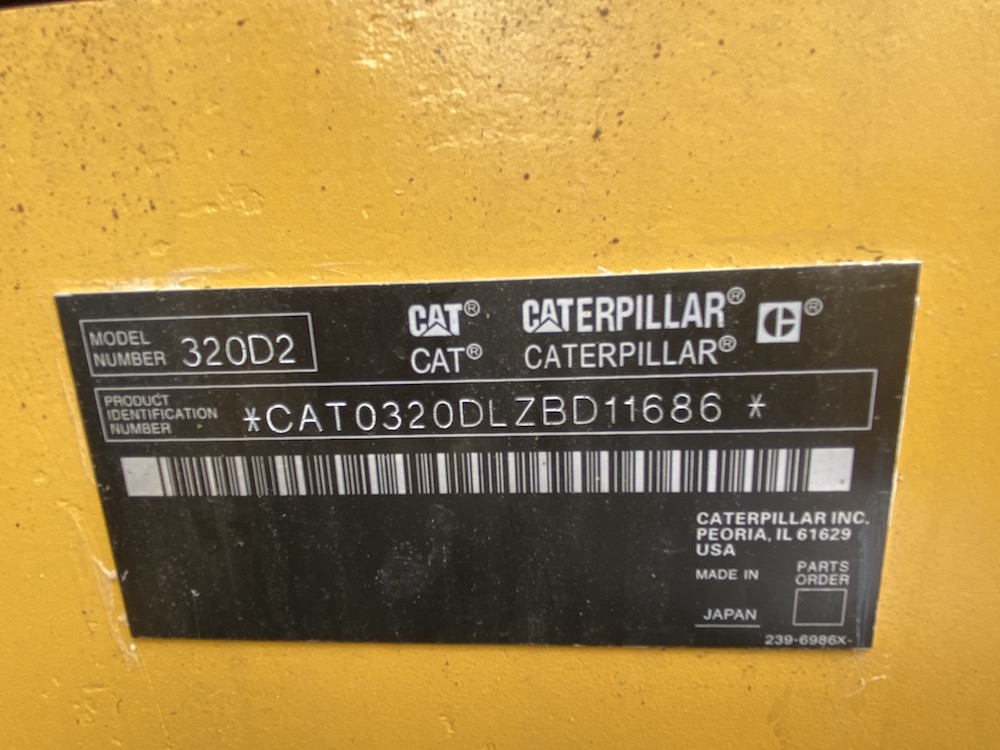 CAT® CATERPILLAR® C®
MODEL
NUMBER 320D2
CAT® CATERPILLAR®
PRODUCT
IDENTIFICATION
NUMBER
*CAT0320DLZBD11686 *
CATERPILLAR INC.
PEORIA, IL 61629
USA
MADE IN
JAPAN
PARTS
ORDER
239-6986X-